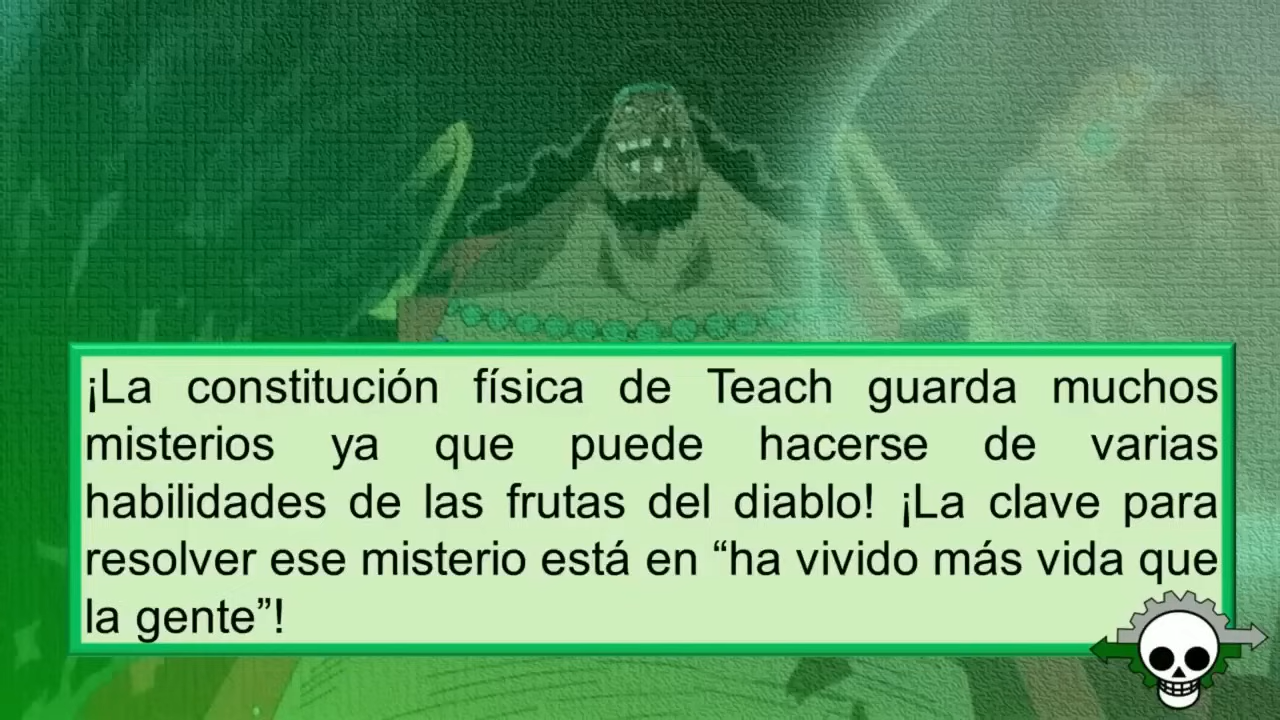 ¡La constitución física de Teach guarda muchos
misterios ya que puede hacerse de varias
habilidades de las frutas del diablo! ¡La clave para
resolver ese misterio está en “ha vivido más vida que
la gente”!